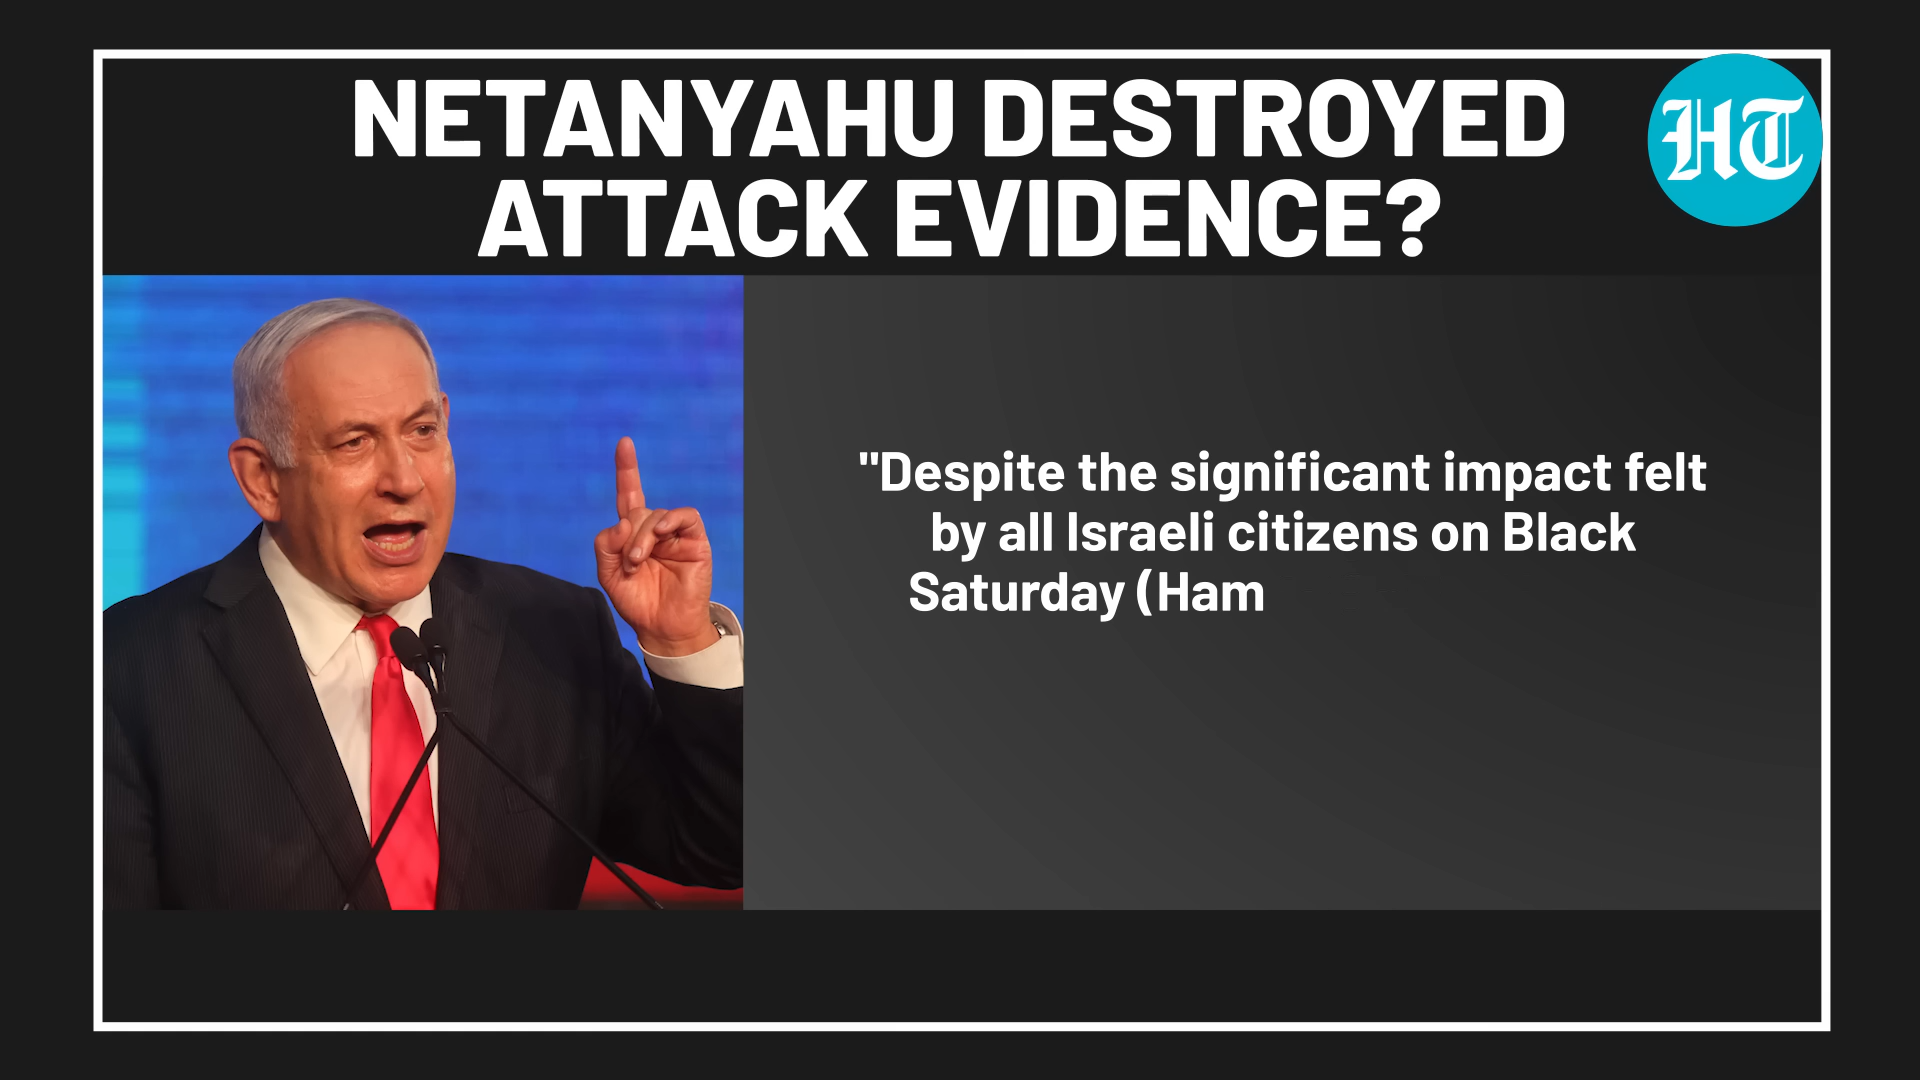 NETANYAHU DESTROYED
ATTACK EVIDENCE?
HT
"Despite the significant impact felt
by all Israeli citizens on Black
Saturday (Ham